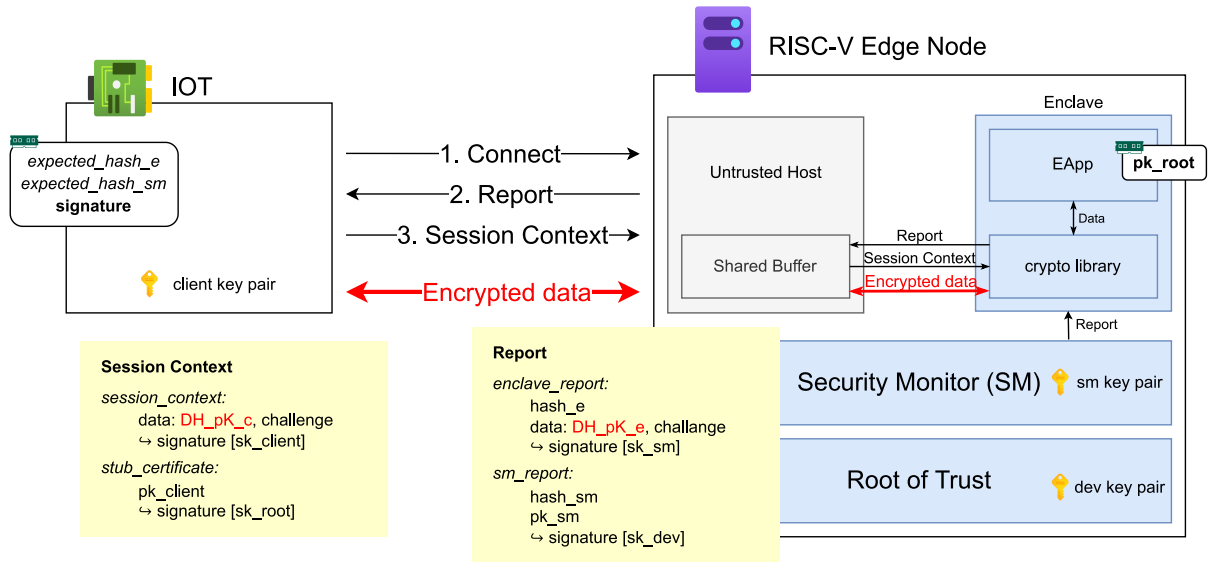 RISC-V Edge Node
IOT
expected_hash_e
expected_hash_sm
signature
client key pair
1. Connect
2. Report
3. Session Context
Encrypted data
Untrusted Host
Shared Buffer
Enclave
EApp
pk_root
Data
Report
Session Context
Encrypted data
crypto library
Report
Security Monitor (SM)
sm key pair
Root of Trust
dev key pair
Session Context
session_context:
data: DH_pK_c, challenge
↪ signature [sk_client]
stub_certificate:
pk_client
↪ signature [sk_root]
Report
enclave_report:
hash_e
data: DH_pK_e, challange
↪ signature [sk_sm]
sm_report:
hash_sm
pk_sm
↪ signature [sk_dev]